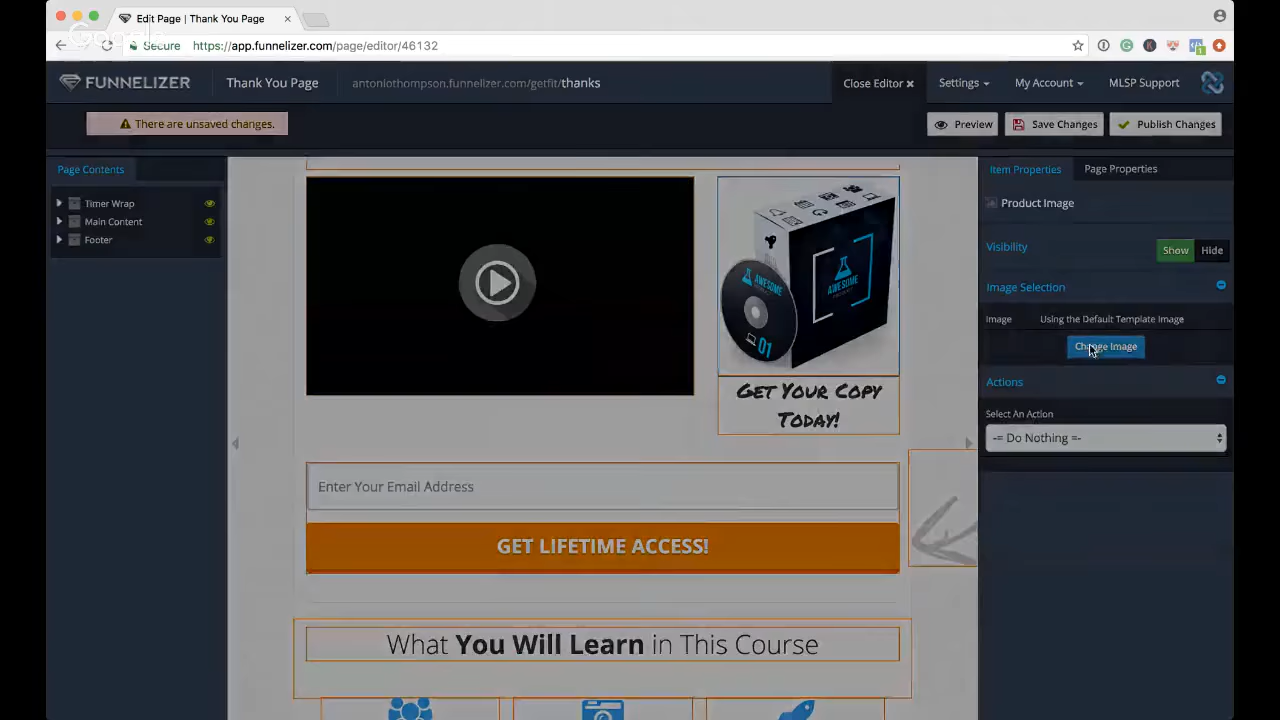 Edit Page | Thank You Page
Secure https://app.funnelizer.com/page/editor/46132
FUNNELIZER Thank You Page antoniothompson.funnelizer.com/getfit/thanks Close Editor × Settings My Account MLSP Support
There are unsaved changes. Preview Save Changes Publish Changes
Page Contents
Timer Wrap
Main Content
Footer
AWESOME
01
AWESOME
Get Your Copy
Today!
Enter Your Email Address
GET LIFETIME ACCESS!
What You Will Learn in This Course
Item Properties Page Properties
Product Image
Visibility Show Hide
Image Selection
Image Using the Default Template Image
Change Image
Actions
Select An Action
-= Do Nothing =-